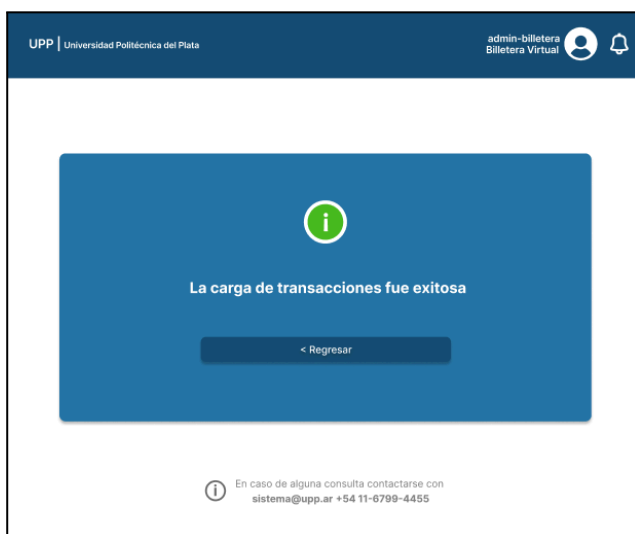 UPP | Universidad Politécnica del Plata
admin-billetera
Billetera Virtual
i
La carga de transacciones fue exitosa
< Regresar
i
En caso de alguna consulta contactarse con
sistema@upp.ar +54 11-6799-4455